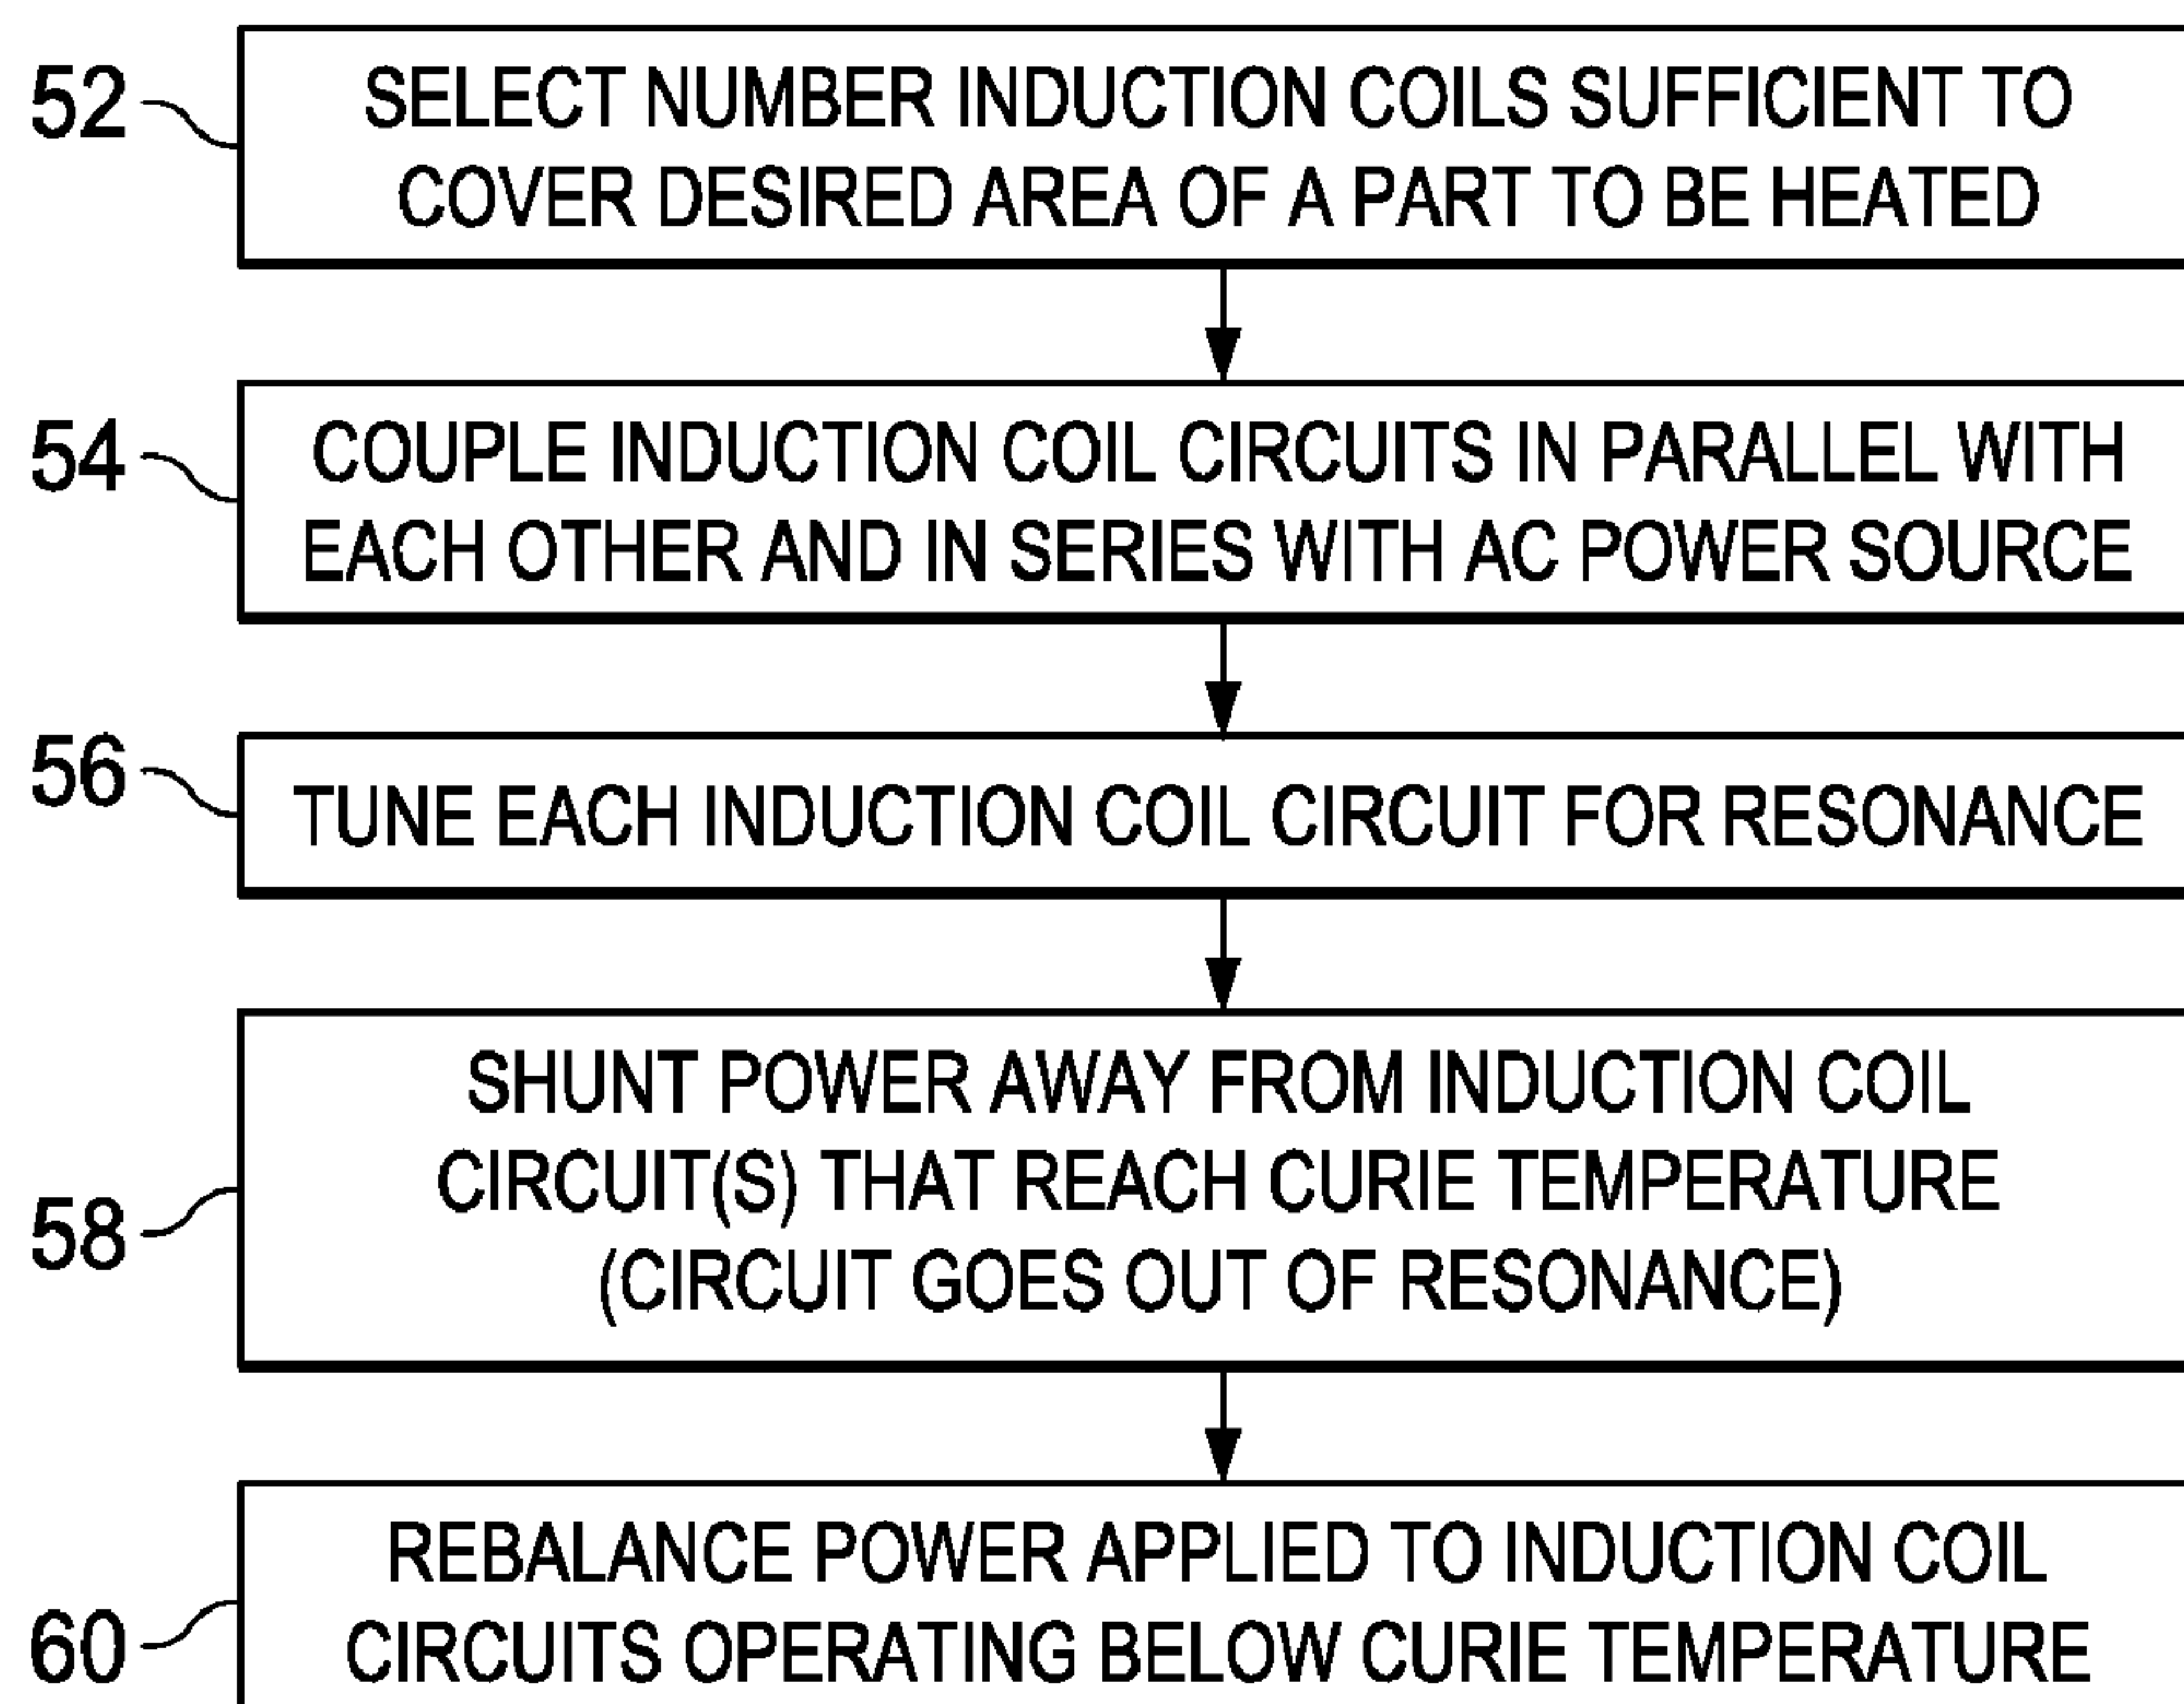 52
SELECT NUMBER INDUCTION COILS SUFFICIENT TO
COVER DESIRED AREA OF A PART TO BE HEATED
54
COUPLE INDUCTION COIL CIRCUITS IN PARALLEL WITH
EACH OTHER AND IN SERIES WITH AC POWER SOURCE
56
TUNE EACH INDUCTION COIL CIRCUIT FOR RESONANCE
58
SHUNT POWER AWAY FROM INDUCTION COIL
CIRCUIT(S) THAT REACH CURIE TEMPERATURE
(CIRCUIT GOES OUT OF RESONANCE)
60
REBALANCE POWER APPLIED TO INDUCTION COIL
CIRCUITS OPERATING BELOW CURIE TEMPERATURE